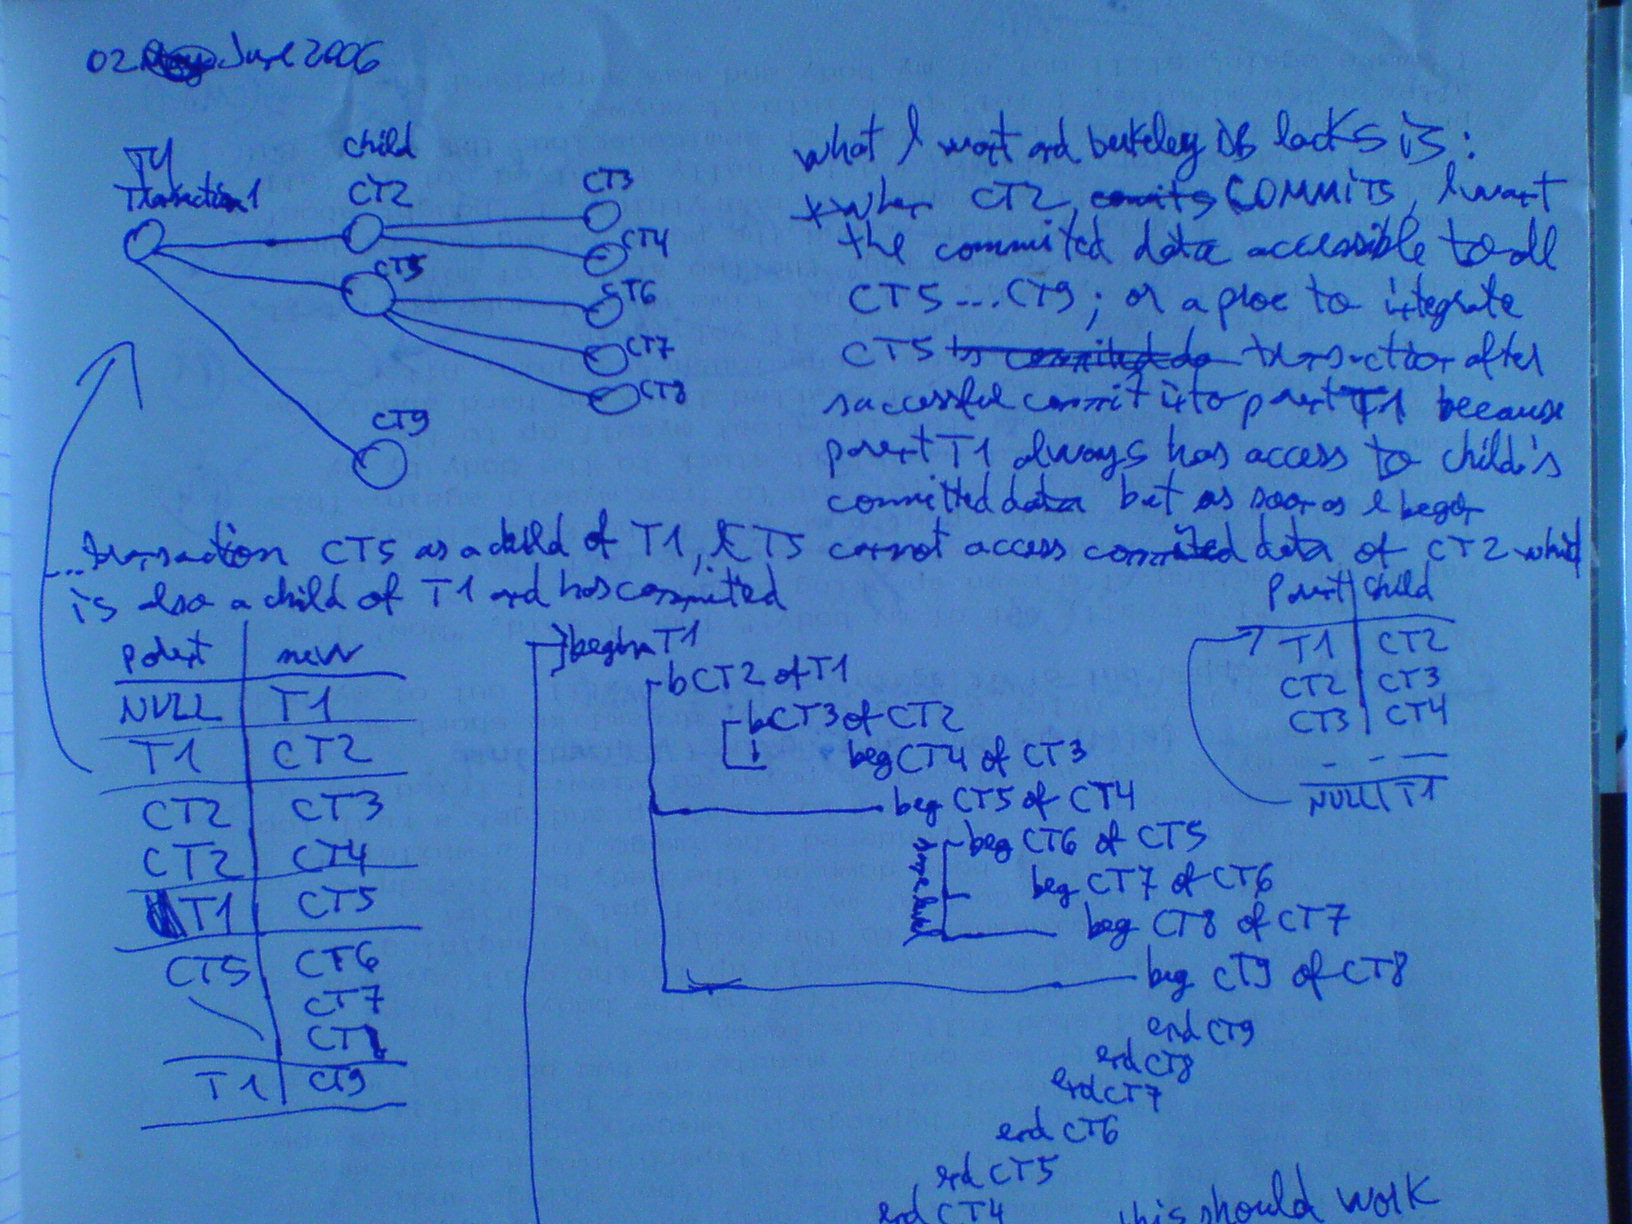 02 June 2006
T1
Transaction1
child
CT2
CT3
CT4
CT5
CT6
CT7
CT8
CT9
what I want and berkeley DB lacks is:
* when CT2, commits COMMITS, I want
the commited data accessible to all
CT5...CT9; or a place to integrate
CT5 is commited do transaction after
successful commit into parent T1 because
parent T1 always has access to child's
committed data but as soon as I begin
...transaction CT5 as a child of T1, CT5 cannot access commited data of CT2 which
is also a child of T1 and has committed
parent | new
NULL | T1
T1 | CT2
CT2 | CT3
CT2 | CT4
T1 | CT5
CT5 | CT6
CT7
CT
T1 | CT9
begin T1
b CT2 of T1
b CT3 of CT2
beg CT4 of CT3
beg CT5 of CT4
beg CT6 of CT5
beg CT7 of CT6
beg CT8 of CT7
beg CT9 of CT8
end CT9
end CT8
end CT7
end CT6
end CT5
end CT4
Parent | Child
T1 | CT2
CT2 | CT3
CT3 | CT4
- - -
NULL | T1
this should work